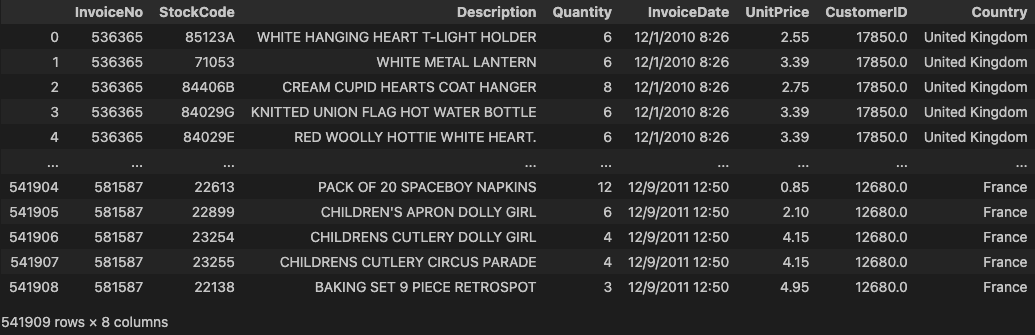 InvoiceNo StockCode Description Quantity InvoiceDate UnitPrice CustomerID Country
0 536365 85123A WHITE HANGING HEART T-LIGHT HOLDER 6 12/1/2010 8:26 2.55 17850.0 United Kingdom
1 536365 71053 WHITE METAL LANTERN 6 12/1/2010 8:26 3.39 17850.0 United Kingdom
2 536365 84406B CREAM CUPID HEARTS COAT HANGER 8 12/1/2010 8:26 2.75 17850.0 United Kingdom
3 536365 84029G KNITTED UNION FLAG HOT WATER BOTTLE 6 12/1/2010 8:26 3.39 17850.0 United Kingdom
4 536365 84029E RED WOOLLY HOTTIE WHITE HEART. 6 12/1/2010 8:26 3.39 17850.0 United Kingdom
... ... ... ... ... ... ... ... ...
541904 581587 22613 PACK OF 20 SPACEBOY NAPKINS 12 12/9/2011 12:50 0.85 12680.0 France
541905 581587 22899 CHILDREN'S APRON DOLLY GIRL 6 12/9/2011 12:50 2.10 12680.0 France
541906 581587 23254 CHILDRENS CUTLERY DOLLY GIRL 4 12/9/2011 12:50 4.15 12680.0 France
541907 581587 23255 CHILDRENS CUTLERY CIRCUS PARADE 4 12/9/2011 12:50 4.15 12680.0 France
541908 581587 22138 BAKING SET 9 PIECE RETROSPOT 3 12/9/2011 12:50 4.95 12680.0 France
541909 rows × 8 columns